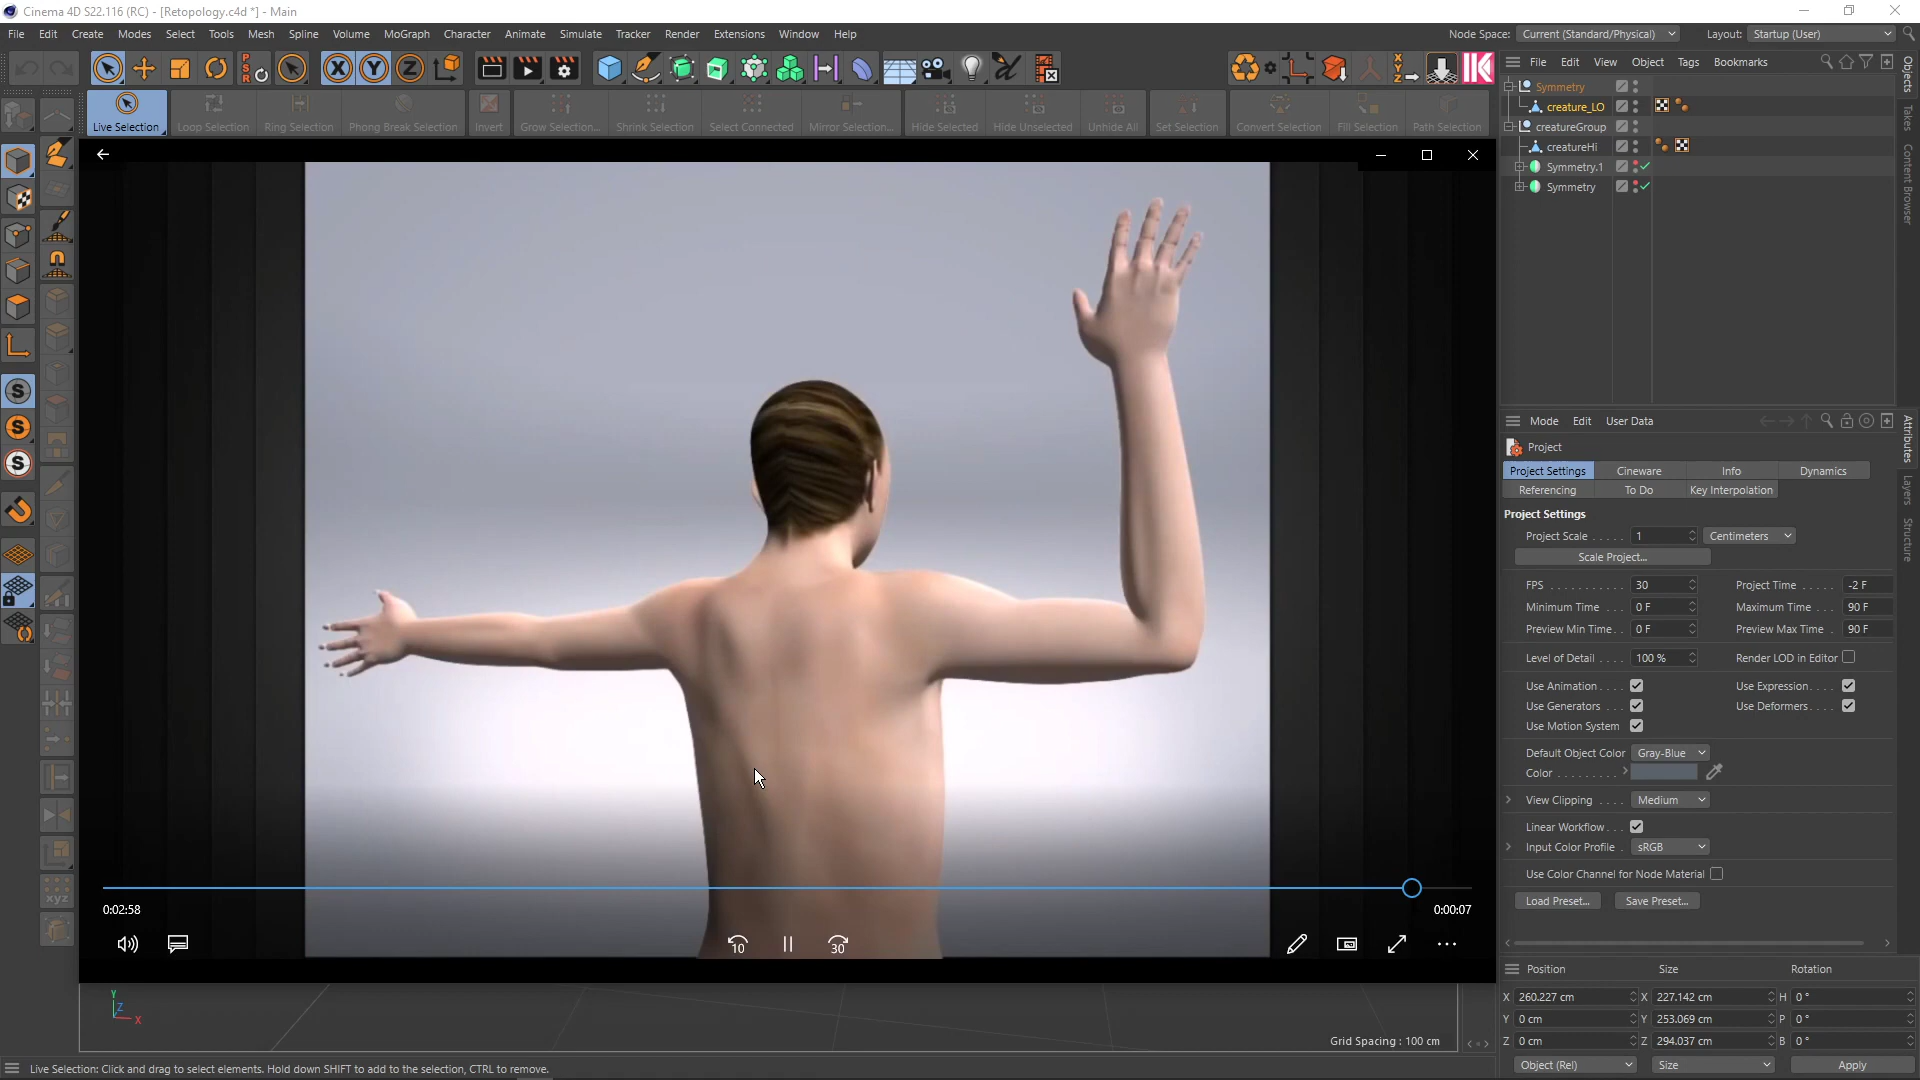 Cinema 4D S22.116 (RC) - [Retopology.c4d *] - Main
File Edit Create Modes Select Tools Mesh Spline Volume MoGraph Character Animate Simulate Tracker Render Extensions Window Help
Node Space: Current (Standard/Physical) Layout: Startup (User)
PSR X Y Z XYZ
Live Selection Loop Selection Ring Selection Phong Break Selection Invert Grow Selection... Shrink Selection Select Connected Mirror Selection... Hide Selected Hide Unselected Unhide All Set Selection Convert Selection Fill Selection Path Selection
File Edit View Object Tags Bookmarks
Symmetry
creature_LO
creatureGroup
creatureHi
Symmetry.1
Symmetry
Objects
Takes
Content Browser
Mode Edit User Data
Project
Project Settings Cineware Info Dynamics
Referencing To Do Key Interpolation
Project Settings
Project Scale . . . . . 1 Centimeters
Scale Project...
FPS 30 Project Time -2 F
Minimum Time 0 F Maximum Time 90 F
Preview Min Time 0 F Preview Max Time 90 F
Level of Detail 100 % Render LOD in Editor
Use Animation Use Expression
Use Generators Use Deformers
Use Motion System
Default Object Color Gray-Blue
Color
View Clipping Medium
Linear Workflow
Input Color Profile sRGB
Use Color Channel for Node Material
Load Preset... Save Preset...
Attributes
Layers
Structure
0:02:58
0:00:07
10 30
S
S
S
xyz
Y
Z
X
Grid Spacing : 100 cm
Position Size Rotation
X 260.227 cm X 227.142 cm H 0 °
Y 0 cm Y 253.069 cm P 0 °
Z 0 cm Z 294.037 cm B 0 °
Object (Rel) Size Apply
Live Selection: Click and drag to select elements. Hold down SHIFT to add to the selection, CTRL to remove.